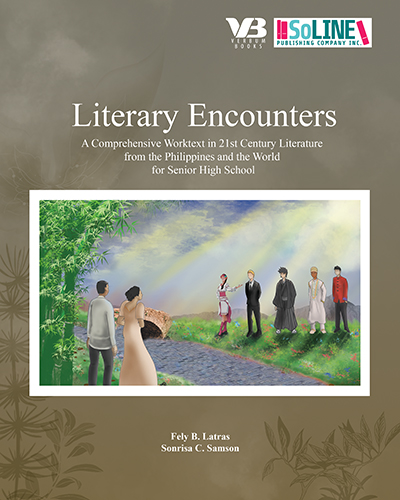 VB
VERBUM
BOOKS
SoLINE
PUBLISHING COMPANY INC.
Literary Encounters
A Comprehensive Worktext in 21st Century Literature
from the Philippines and the World
for Senior High School
Fely B. Latras
Sonrisa C. Samson